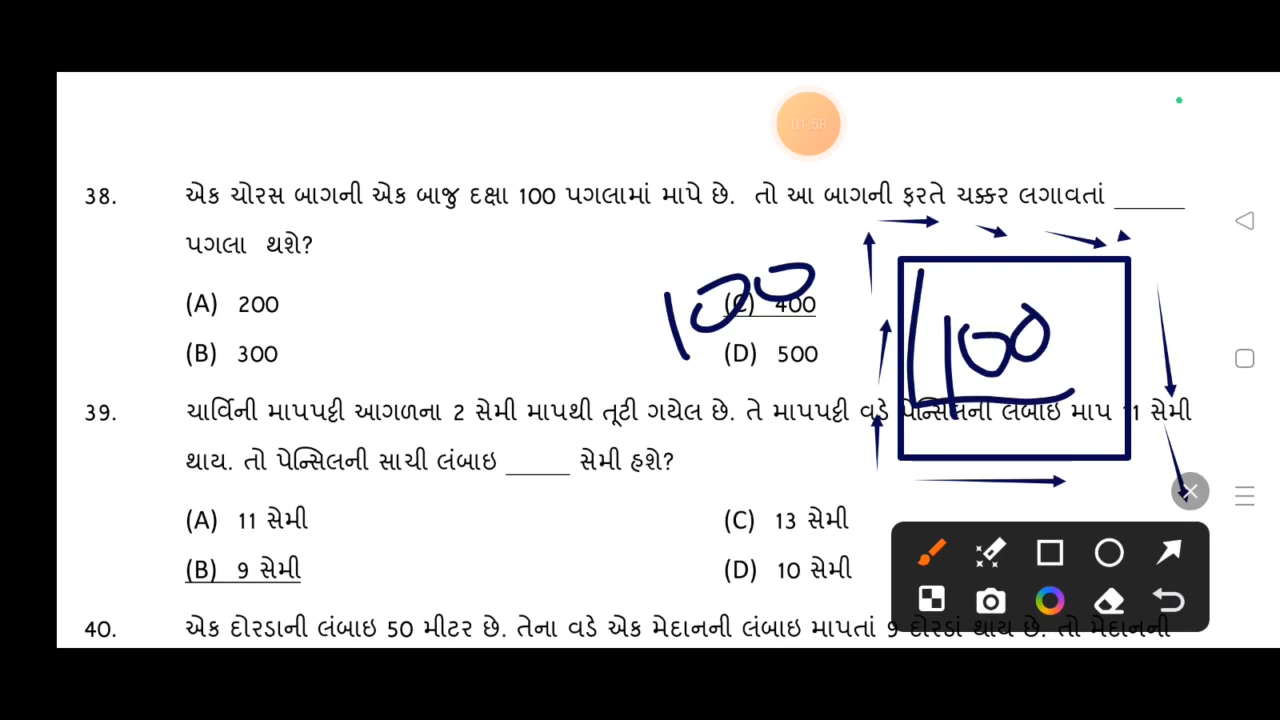 01:58
38. એક ચોરસ બાગની એક બાજુ દક્ષા 100 પગલામાં માપે છે. તો આ બાગની ફરતે ચક્કર લગાવતાં ______
પગલા થશે?
(A) 200 (C) 400
(B) 300 (D) 500
100
100
39. ચાર્વિની માપપટ્ટી આગળના 2 સેમી માપથી તૂટી ગયેલ છે. તે માપપટ્ટી વડે પેન્સિલની લંબાઇ માપ 11 સેમી
થાય. તો પેન્સિલની સાચી લંબાઇ ______ સેમી હશે?
(A) 11 સેમી (C) 13 સેમી
(B) 9 સેમી (D) 10 સેમી
40. એક દોરડાની લંબાઇ 50 મીટર છે. તેના વડે એક મેદાનની લંબાઇ માપતાં 9 દોરડાં થાય છે. તો મેદાનની